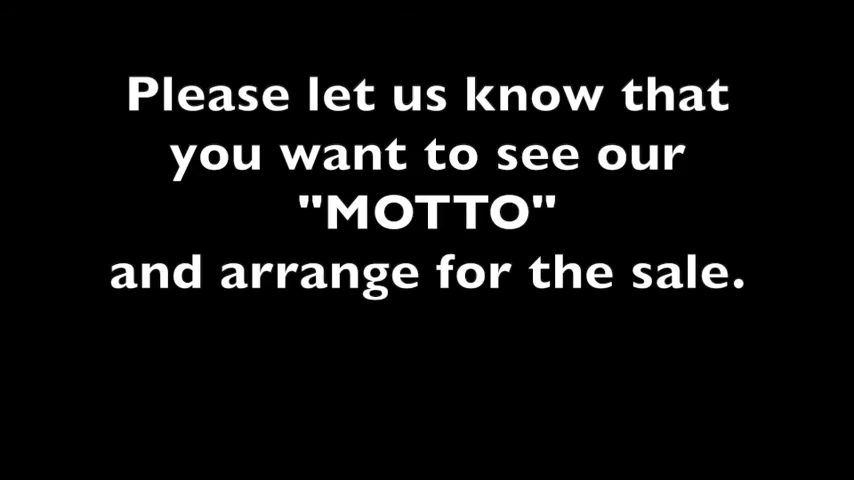 Please let us know that
you want to see our
"MOTTO"
and arrange for the sale.